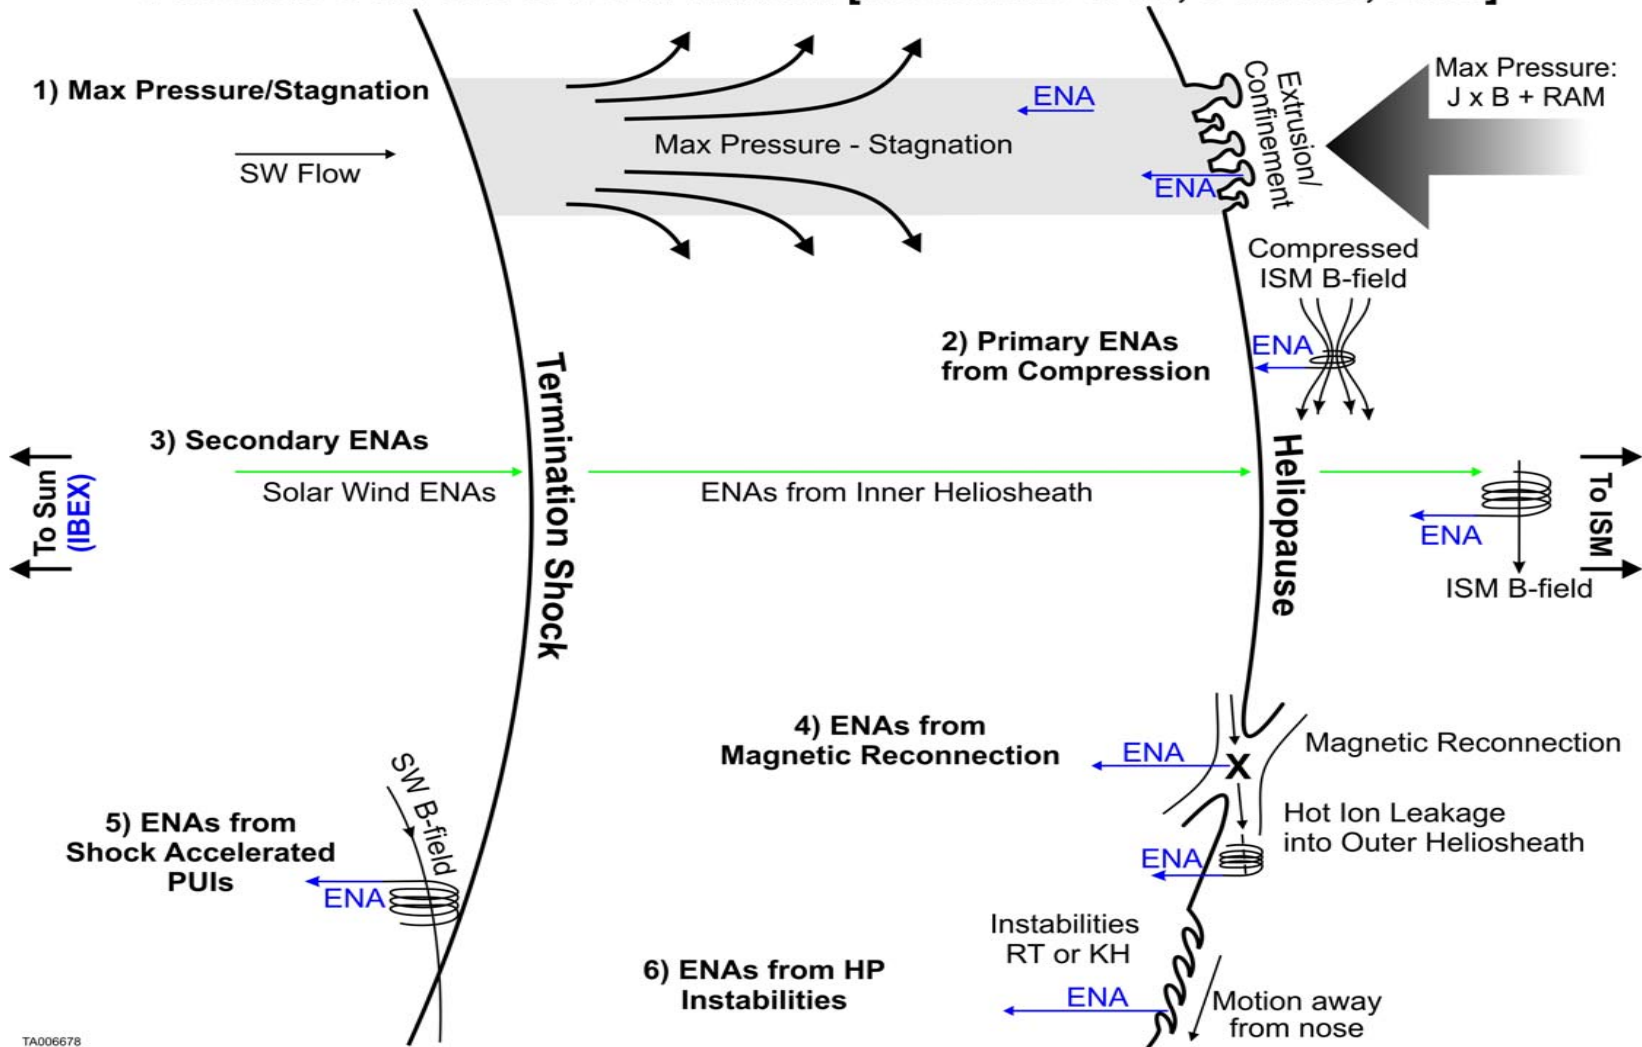 1) Max Pressure/Stagnation
SW Flow
Max Pressure - Stagnation
ENA
ENA
Extrusion/
Confinement
Max Pressure:
J x B + RAM
Compressed
ISM B-field
2) Primary ENAs
from Compression
ENA
Termination Shock
Heliopause
3) Secondary ENAs
Solar Wind ENAs
ENAs from Inner Heliosheath
To Sun
(IBEX)
ENA
ISM B-field
To ISM
4) ENAs from
Magnetic Reconnection
ENA
X
Magnetic Reconnection
Hot Ion Leakage
into Outer Heliosheath
ENA
SW B-field
5) ENAs from
Shock Accelerated
PUIs
ENA
Instabilities
RT or KH
6) ENAs from HP
Instabilities
ENA
Motion away
from nose
TA006678